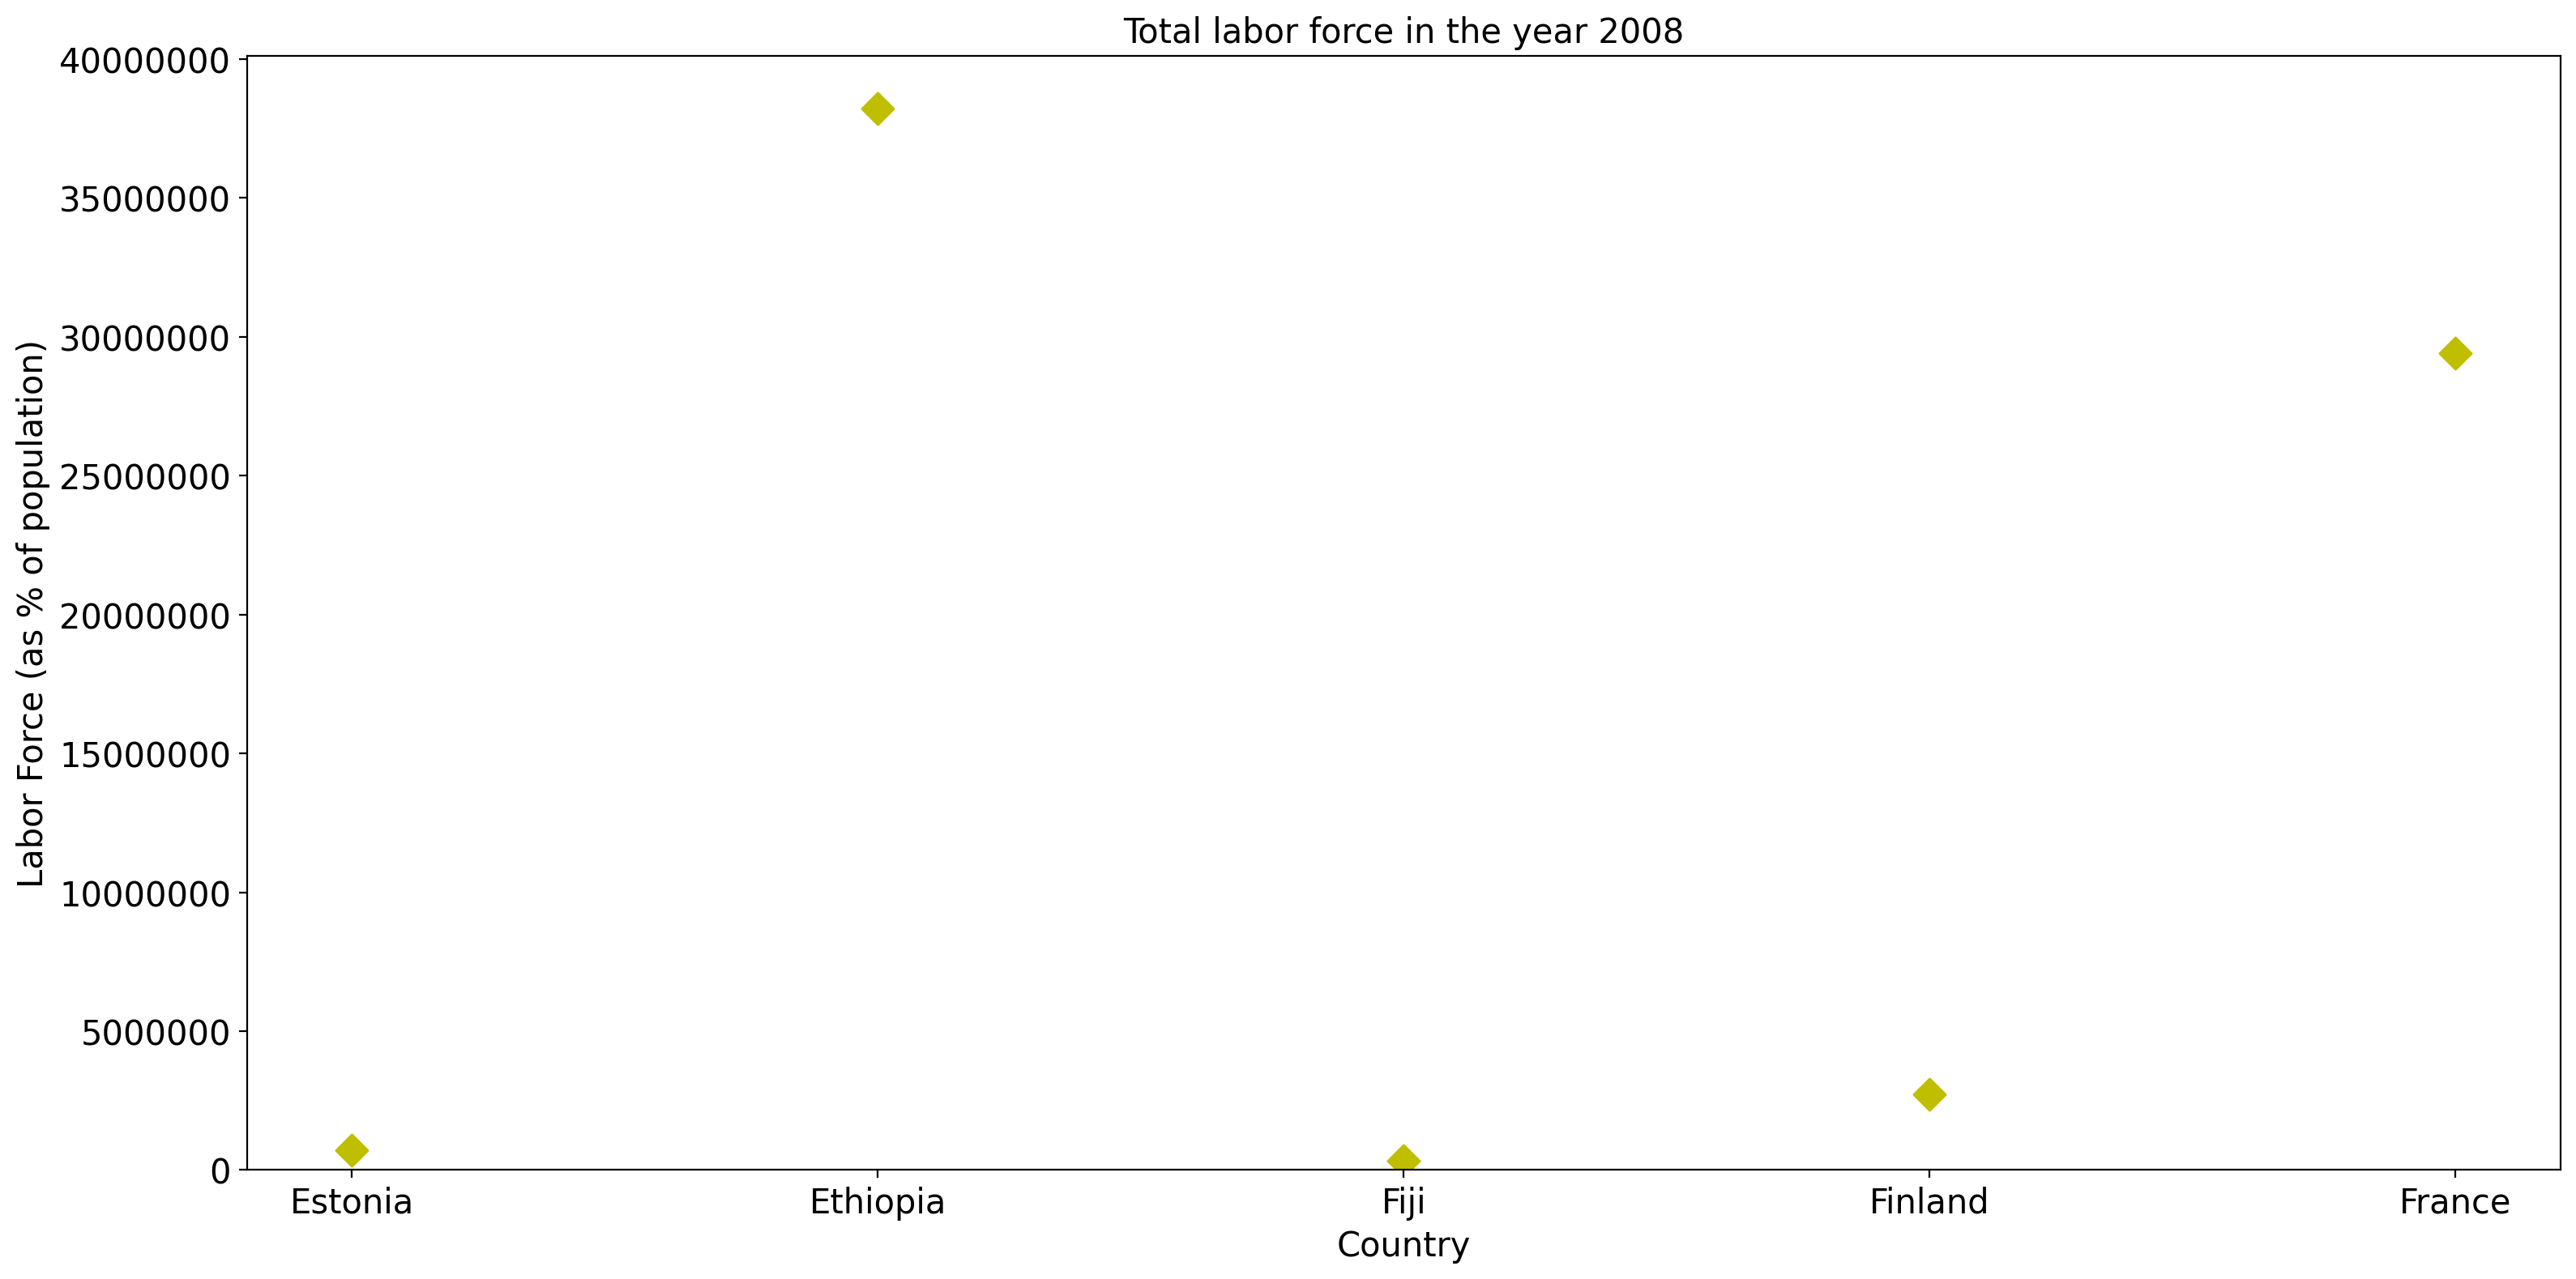 Total labor force in the year 2008
Labor Force (as % of population)
40000000
35000000
30000000
25000000
20000000
15000000
10000000
5000000
0
Estonia Ethiopia Fiji Finland France
Country